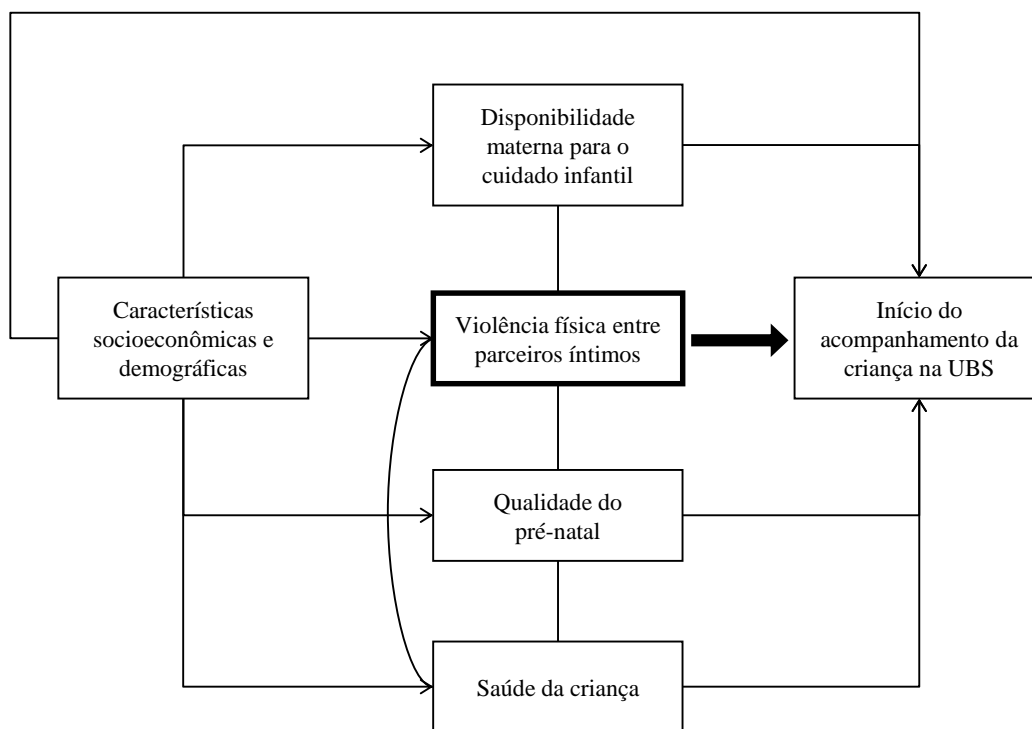 Disponibilidade
materna para o
cuidado infantil
Características
socioeconômicas e
demográficas
Violência física entre
parceiros íntimos
Início do
acompanhamento da
criança na UBS
Qualidade do
pré-natal
Saúde da criança